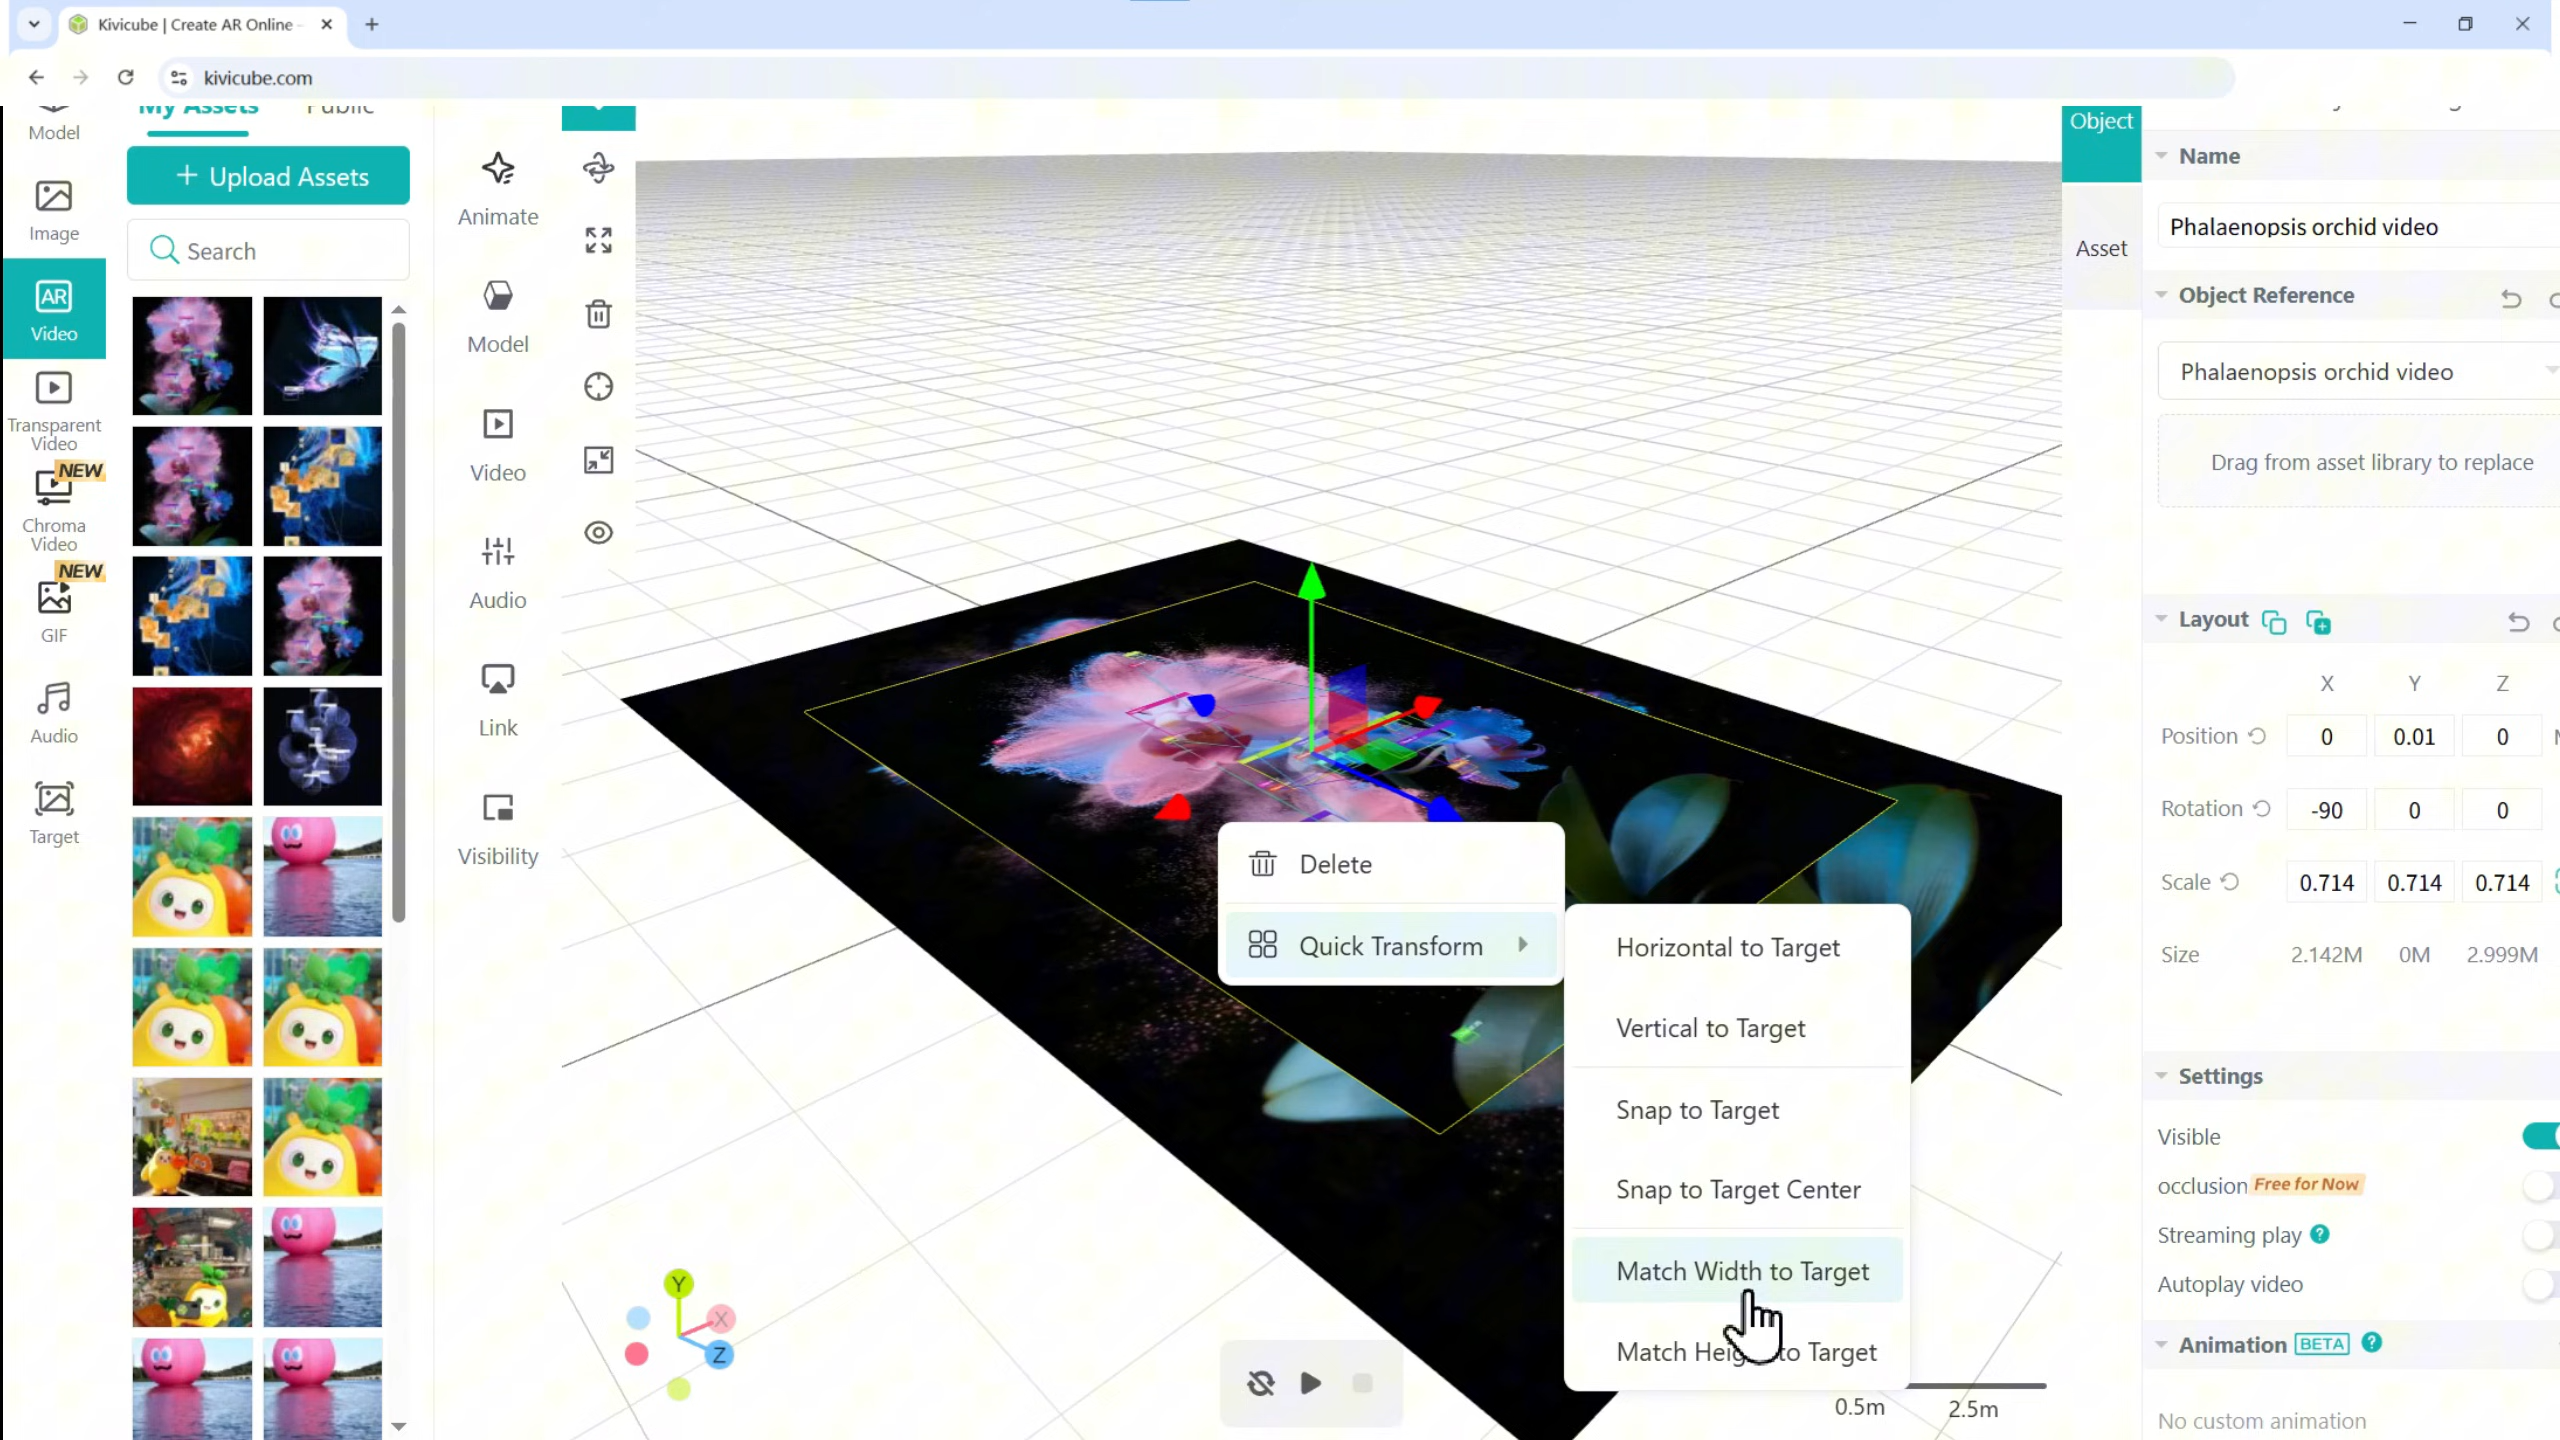 Kivicube | Create AR Online -
kivicube.com
Model
Image
AR
Video
Transparent
Video
NEW
Chroma
Video
NEW
GIF
Audio
Target
My Assets
Public
+ Upload Assets
Search
Animate
Model
Video
Audio
Link
Visibility
Delete
Quick Transform
Horizontal to Target
Vertical to Target
Snap to Target
Snap to Target Center
Match Width to Target
Match Height to Target
Y
X
Z
0.5m
2.5m
Object
Asset
Name
Phalaenopsis orchid video
Object Reference
Phalaenopsis orchid video
Drag from asset library to replace
Layout
X Y Z
Position 0 0.01 0
Rotation -90 0 0
Scale 0.714 0.714 0.714
Size 2.142M 0M 2.999M
Settings
Visible
occlusion Free for Now
Streaming play ?
Autoplay video
Animation BETA ?
No custom animation